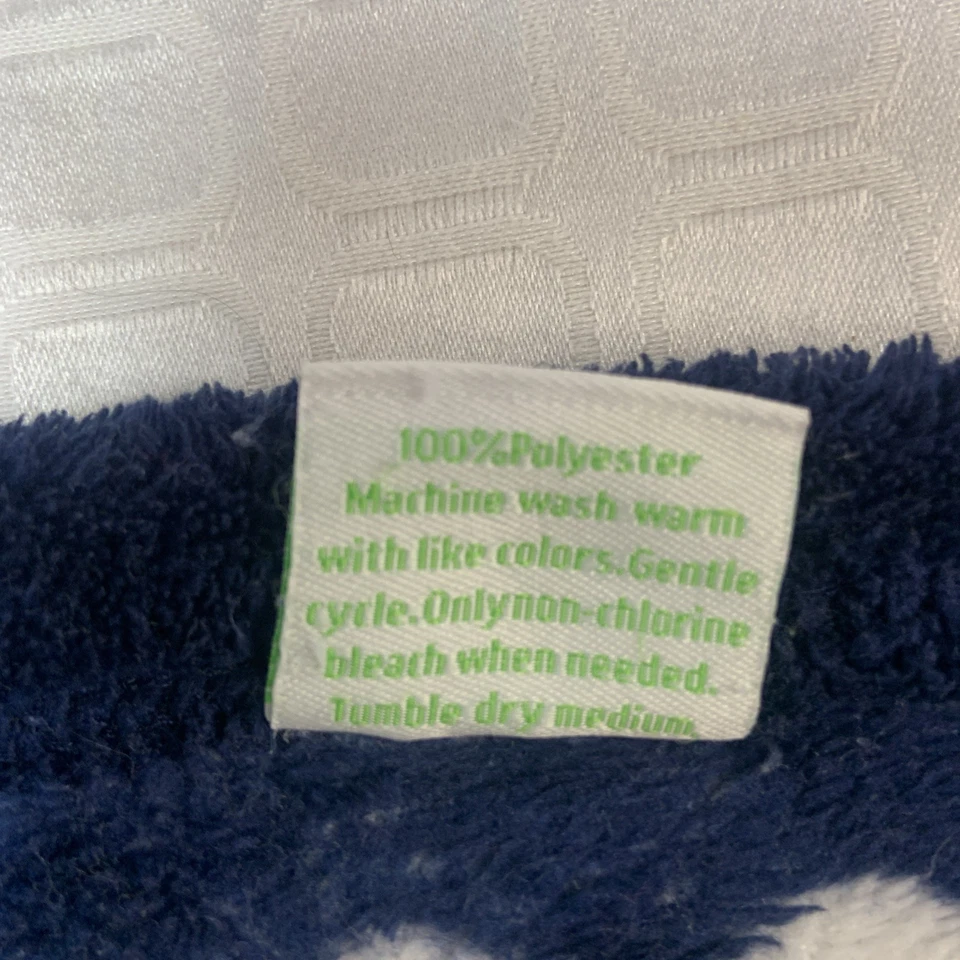 100%Polyester
Machine wash warm
with like colors.Gentle
cycle.Onlynon-chlorine
bleach when needed.
Tumble dry medium.